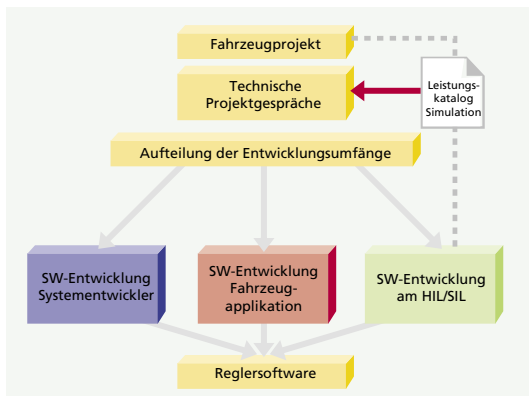 Fahrzeugprojekt
Technische
Projektgespräche
Leistungs-
katalog
Simulation
Aufteilung der Entwicklungsumfänge
SW-Entwicklung
Systementwickler
SW-Entwicklung
Fahrzeug-
applikation
SW-Entwicklung
am HIL/SIL
Reglersoftware